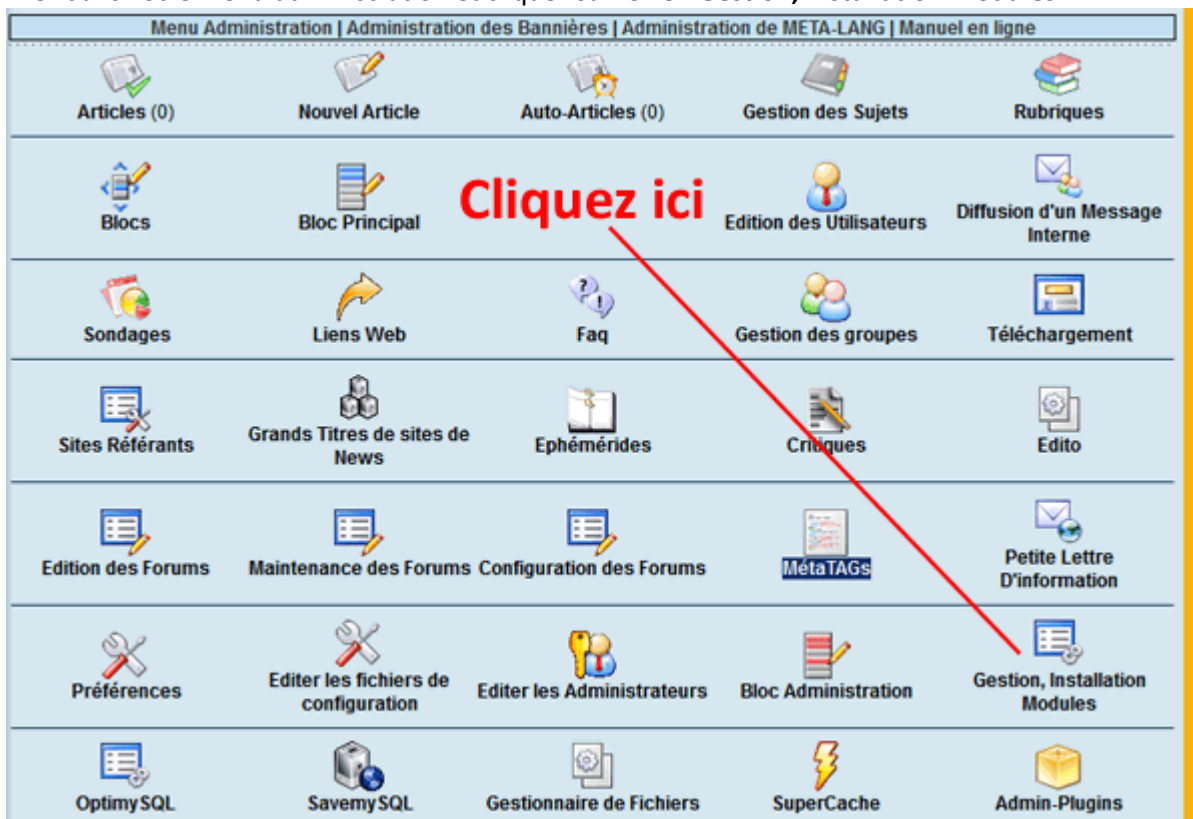 Menu Administration | Administration des Bannières | Administration de META-LANG | Manuel en ligne
Articles (0)
Nouvel Article
Auto-Articles (0)
Gestion des Sujets
Rubriques
Blocs
Bloc Principal
Cliquez ici
Edition des Utilisateurs
Diffusion d'un Message
Interne
Sondages
Liens Web
Faq
Gestion des groupes
Téléchargement
Sites Référants
Grands Titres de sites de
News
Ephémérides
Critiques
Edito
Edition des Forums
Maintenance des Forums
Configuration des Forums
MétaTAGs
Petite Lettre
D'information
Préférences
Editer les fichiers de
configuration
Editer les Administrateurs
Bloc Administration
Gestion, Installation
Modules
OptimySQL
SavemySQL
Gestionnaire de Fichiers
SuperCache
Admin-Plugins